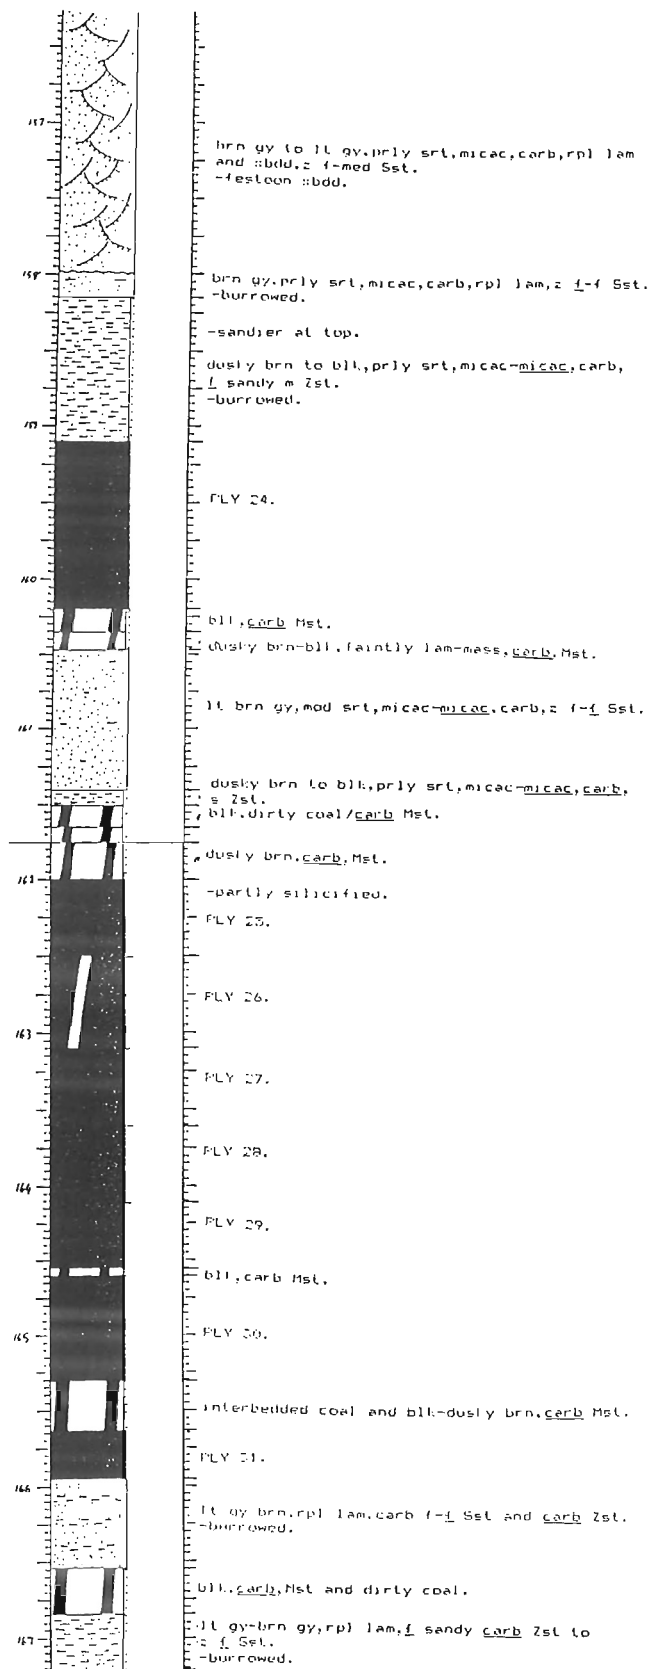 157
brn gy to lt gy,prly srt,micac,carb,rpl lam
and xbdd,z f-med Sst.
-festoon xbdd.
158
brn gy,prly srt,micac,carb,rpl lam,z f-f Sst.
-burrowed.
-sandier at top.
dusky brn to blk,prly srt,micac-micac,carb,
f sandy m Zst.
-burrowed.
159
PLY 24.
160
blk,carb Mst.
dusky brn-blk,faintly lam-mass,carb,Mst.
lt brn gy,mod srt,micac-micac,carb,z f-f Sst.
161
dusky brn to blk,prly srt,micac-micac,carb,
s Zst.
blk,dirty coal/carb Mst.
dusky brn,carb,Mst.
162
-partly silicified.
PLY 25.
PLY 26.
163
PLY 27.
PLY 28.
164
PLY 29.
blk,carb Mst.
165
PLY 30.
interbedded coal and blk-dusky brn,carb Mst.
PLY 31.
166
lt gy brn,rpl lam,carb f-f Sst and carb Zst.
-burrowed.
blk,carb,Mst and dirty coal.
lt gy-brn gy,rpl lam,f sandy carb Zst to
z f Sst.
167
-burrowed.